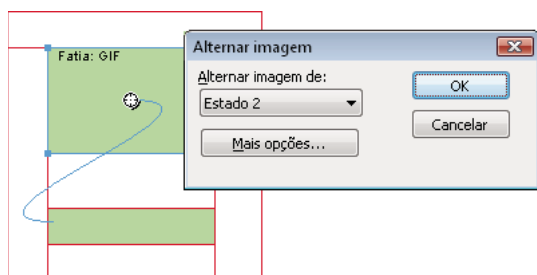 Fatia: GIF
Alternar imagem
Alternar imagem de:
Estado 2
Mais opções...
OK
Cancelar